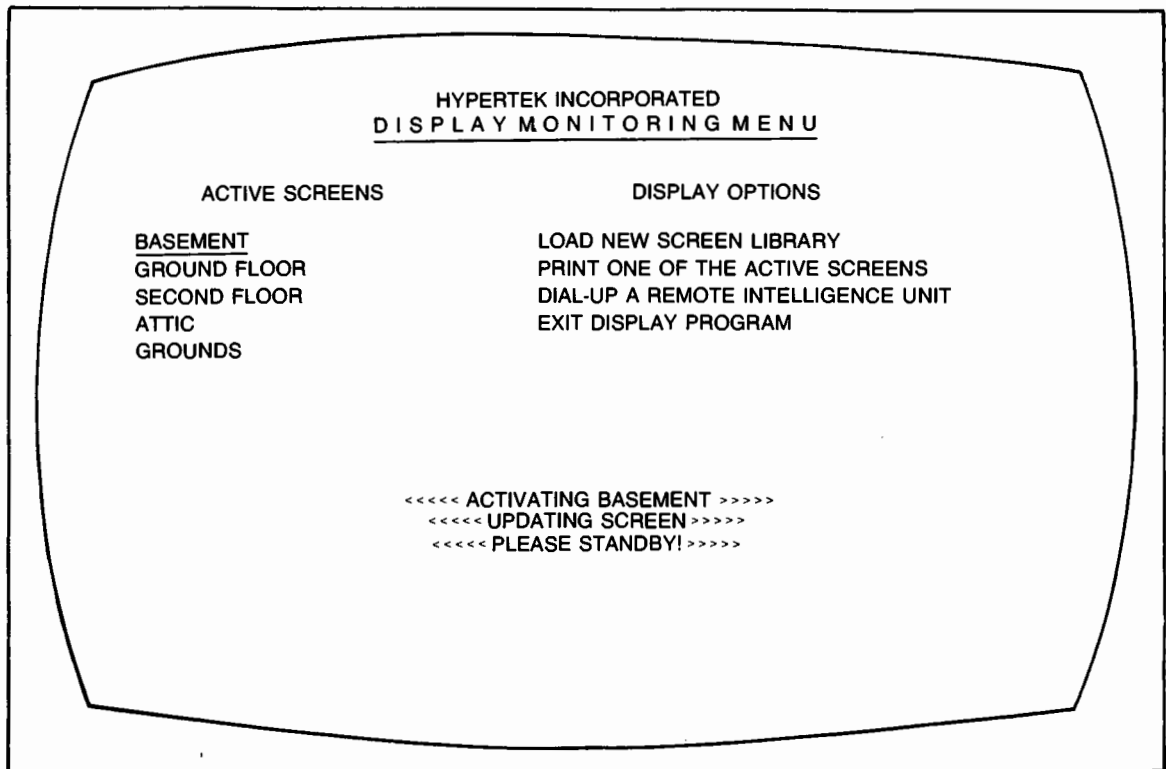 HYPERTEK INCORPORATED
DISPLAY MONITORING MENU
ACTIVE SCREENS
BASEMENT
GROUND FLOOR
SECOND FLOOR
ATTIC
GROUNDS
DISPLAY OPTIONS
LOAD NEW SCREEN LIBRARY
PRINT ONE OF THE ACTIVE SCREENS
DIAL-UP A REMOTE INTELLIGENCE UNIT
EXIT DISPLAY PROGRAM
<<<<< ACTIVATING BASEMENT >>>>>
<<<<< UPDATING SCREEN >>>>>
<<<<< PLEASE STANDBY! >>>>>